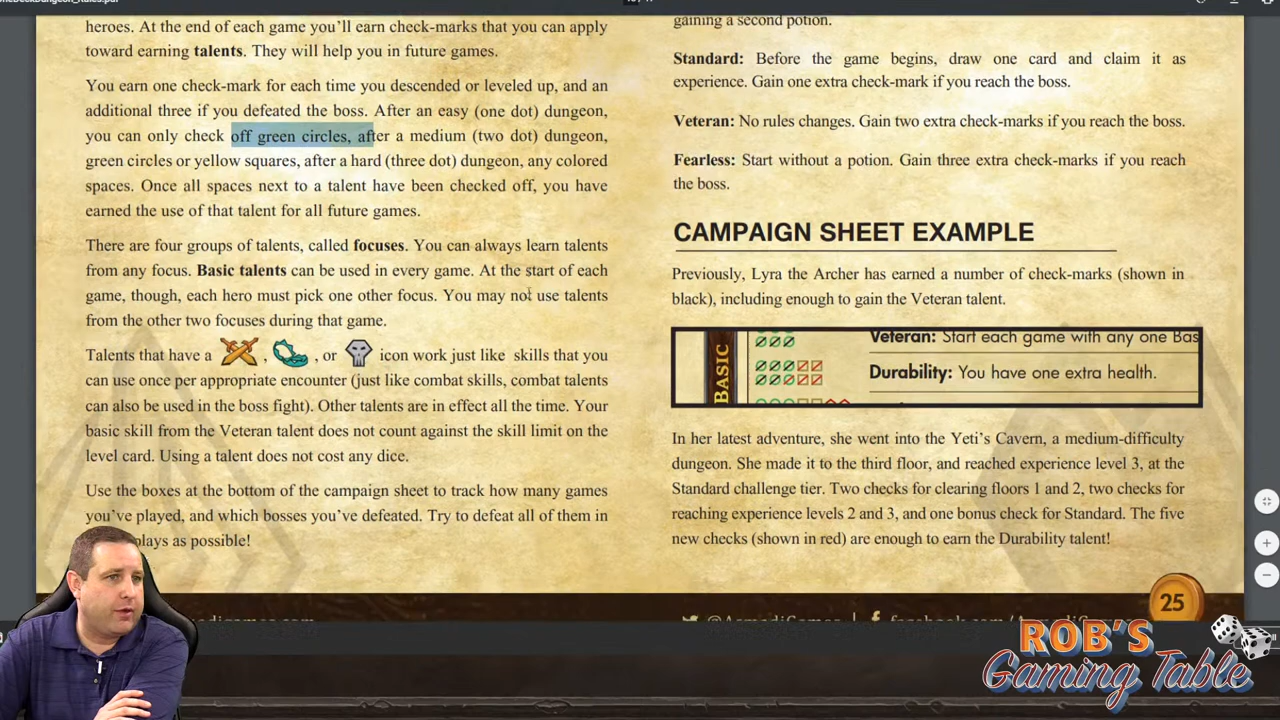 heroes. At the end of each game you'll earn check-marks that you can apply
toward earning talents. They will help you in future games.
You earn one check-mark for each time you descended or leveled up, and an
additional three if you defeated the boss. After an easy (one dot) dungeon,
you can only check off green circles, after a medium (two dot) dungeon,
green circles or yellow squares, after a hard (three dot) dungeon, any colored
spaces. Once all spaces next to a talent have been checked off, you have
earned the use of that talent for all future games.
There are four groups of talents, called focuses. You can always learn talents
from any focus. Basic talents can be used in every game. At the start of each
game, though, each hero must pick one other focus. You may not use talents
from the other two focuses during that game.
Talents that have a , , or icon work just like skills that you
can use once per appropriate encounter (just like combat skills, combat talents
can also be used in the boss fight). Other talents are in effect all the time. Your
basic skill from the Veteran talent does not count against the skill limit on the
level card. Using a talent does not cost any dice.
Use the boxes at the bottom of the campaign sheet to track how many games
you've played, and which bosses you've defeated. Try to defeat all of them in
plays as possible!
gaining a second potion.
Standard: Before the game begins, draw one card and claim it as
experience. Gain one extra check-mark if you reach the boss.
Veteran: No rules changes. Gain two extra check-marks if you reach the boss.
Fearless: Start without a potion. Gain three extra check-marks if you reach
the boss.
CAMPAIGN SHEET EXAMPLE
Previously, Lyra the Archer has earned a number of check-marks (shown in
black), including enough to gain the Veteran talent.
BASIC
Veteran: Start each game with any one Bas
Durability: You have one extra health.
In her latest adventure, she went into the Yeti's Cavern, a medium-difficulty
dungeon. She made it to the third floor, and reached experience level 3, at the
Standard challenge tier. Two checks for clearing floors 1 and 2, two checks for
reaching experience levels 2 and 3, and one bonus check for Standard. The five
new checks (shown in red) are enough to earn the Durability talent!
25
ROB'S
Gaming Table